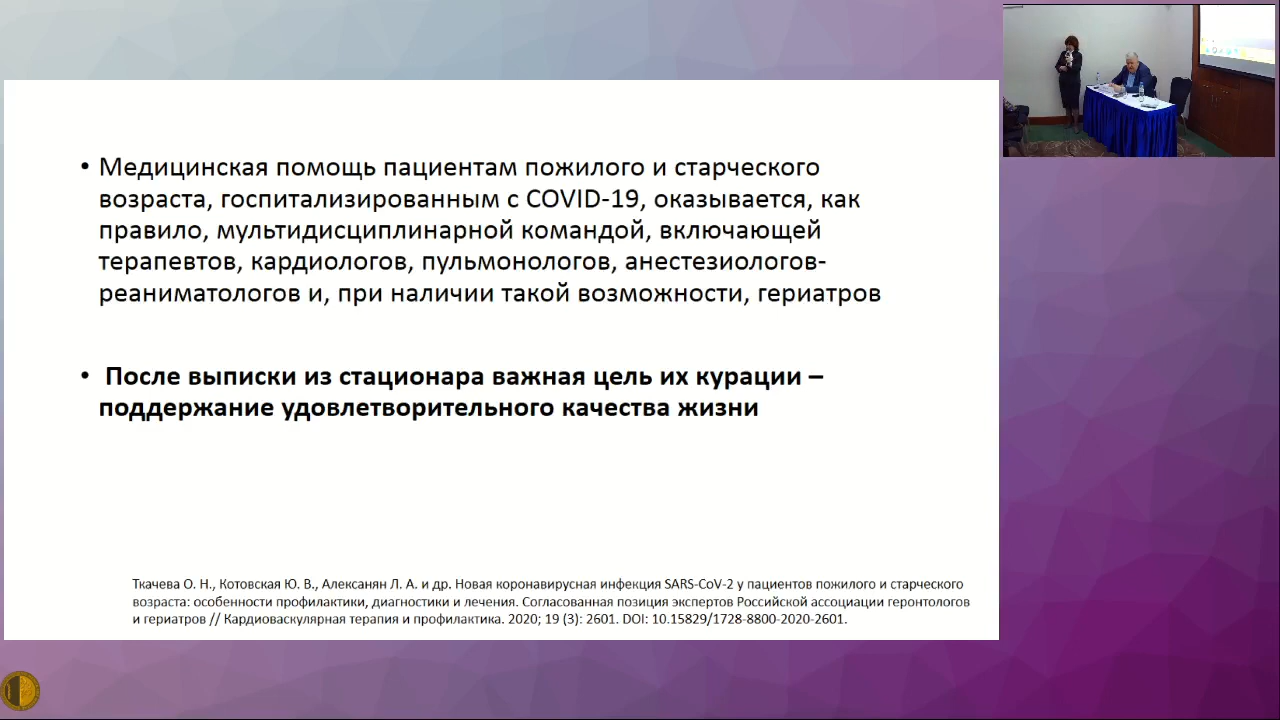 • Медицинская помощь пациентам пожилого и старческого
возраста, госпитализированным с COVID-19, оказывается, как
правило, мультидисциплинарной командой, включающей
терапевтов, кардиологов, пульмонологов, анестезиологов-
реаниматологов и, при наличии такой возможности, гериатров
• После выписки из стационара важная цель их курации –
поддержание удовлетворительного качества жизни
Ткачева О. Н., Котовская Ю. В., Алексанян Л. А. и др. Новая коронавирусная инфекция SARS-CoV-2 у пациентов пожилого и старческого
возраста: особенности профилактики, диагностики и лечения. Согласованная позиция экспертов Российской ассоциации геронтологов
и гериатров // Кардиоваскулярная терапия и профилактика. 2020; 19 (3): 2601. DOI: 10.15829/1728-8800-2020-2601.